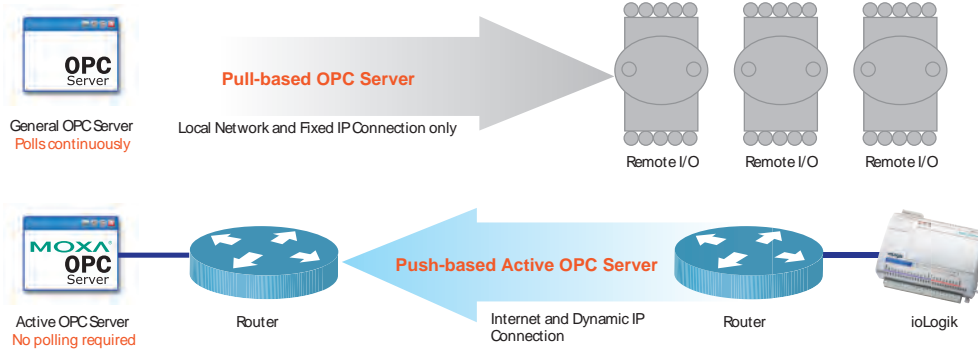 OPC
Server
Pull-based OPC Server
General OPC Server
Polls continuously
Local Network and Fixed IP Connection only
Remote I/O
Remote I/O
Remote I/O
MOXA
OPC
Server
Push-based Active OPC Server
Active OPC Server
No polling required
Router
Internet and Dynamic IP
Connection
Router
ioLogik